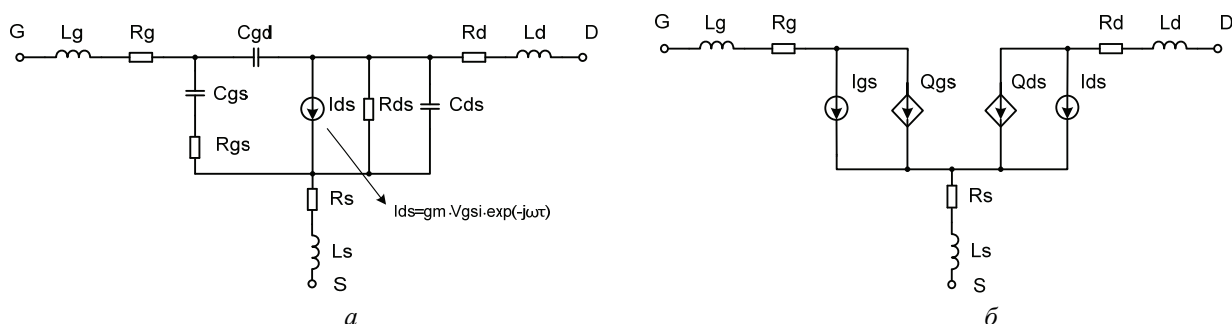 G Lg Rg Cgd Rd Ld D
Cgs Ids Rds Cds
Rgs
Rs
Ids=gm·Vgsi·exp(-jωτ)
Ls
S
а
G Lg Rg Rd Ld D
Igs Qgs Qds Ids
Rs
Ls
S
б